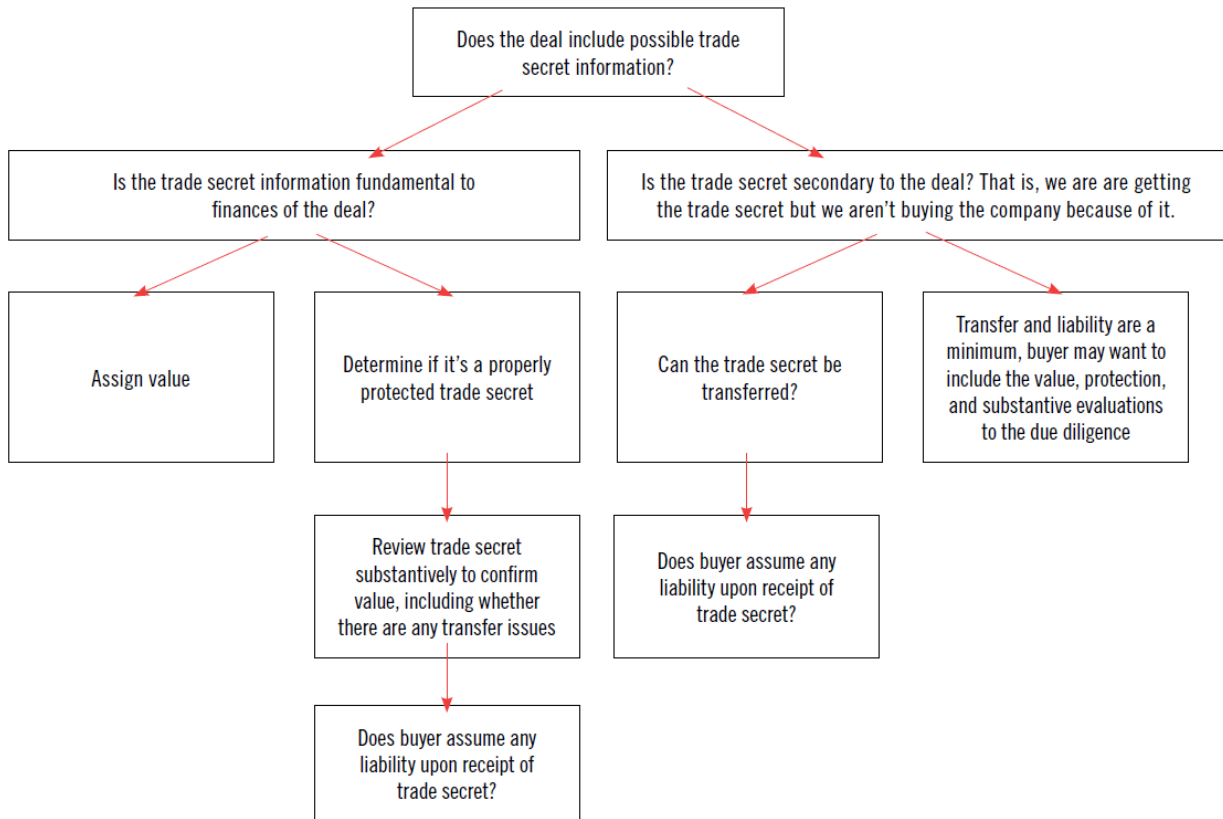 Does the deal include possible trade
secret information?
Is the trade secret information fundamental to
finances of the deal?
Is the trade secret secondary to the deal? That is, we are are getting
the trade secret but we aren’t buying the company because of it.
Assign value
Determine if it’s a properly
protected trade secret
Can the trade secret be
transferred?
Transfer and liability are a
minimum, buyer may want to
include the value, protection,
and substantive evaluations
to the due diligence
Review trade secret
substantively to confirm
value, including whether
there are any transfer issues
Does buyer assume any
liability upon receipt of
trade secret?
Does buyer assume any
liability upon receipt of
trade secret?